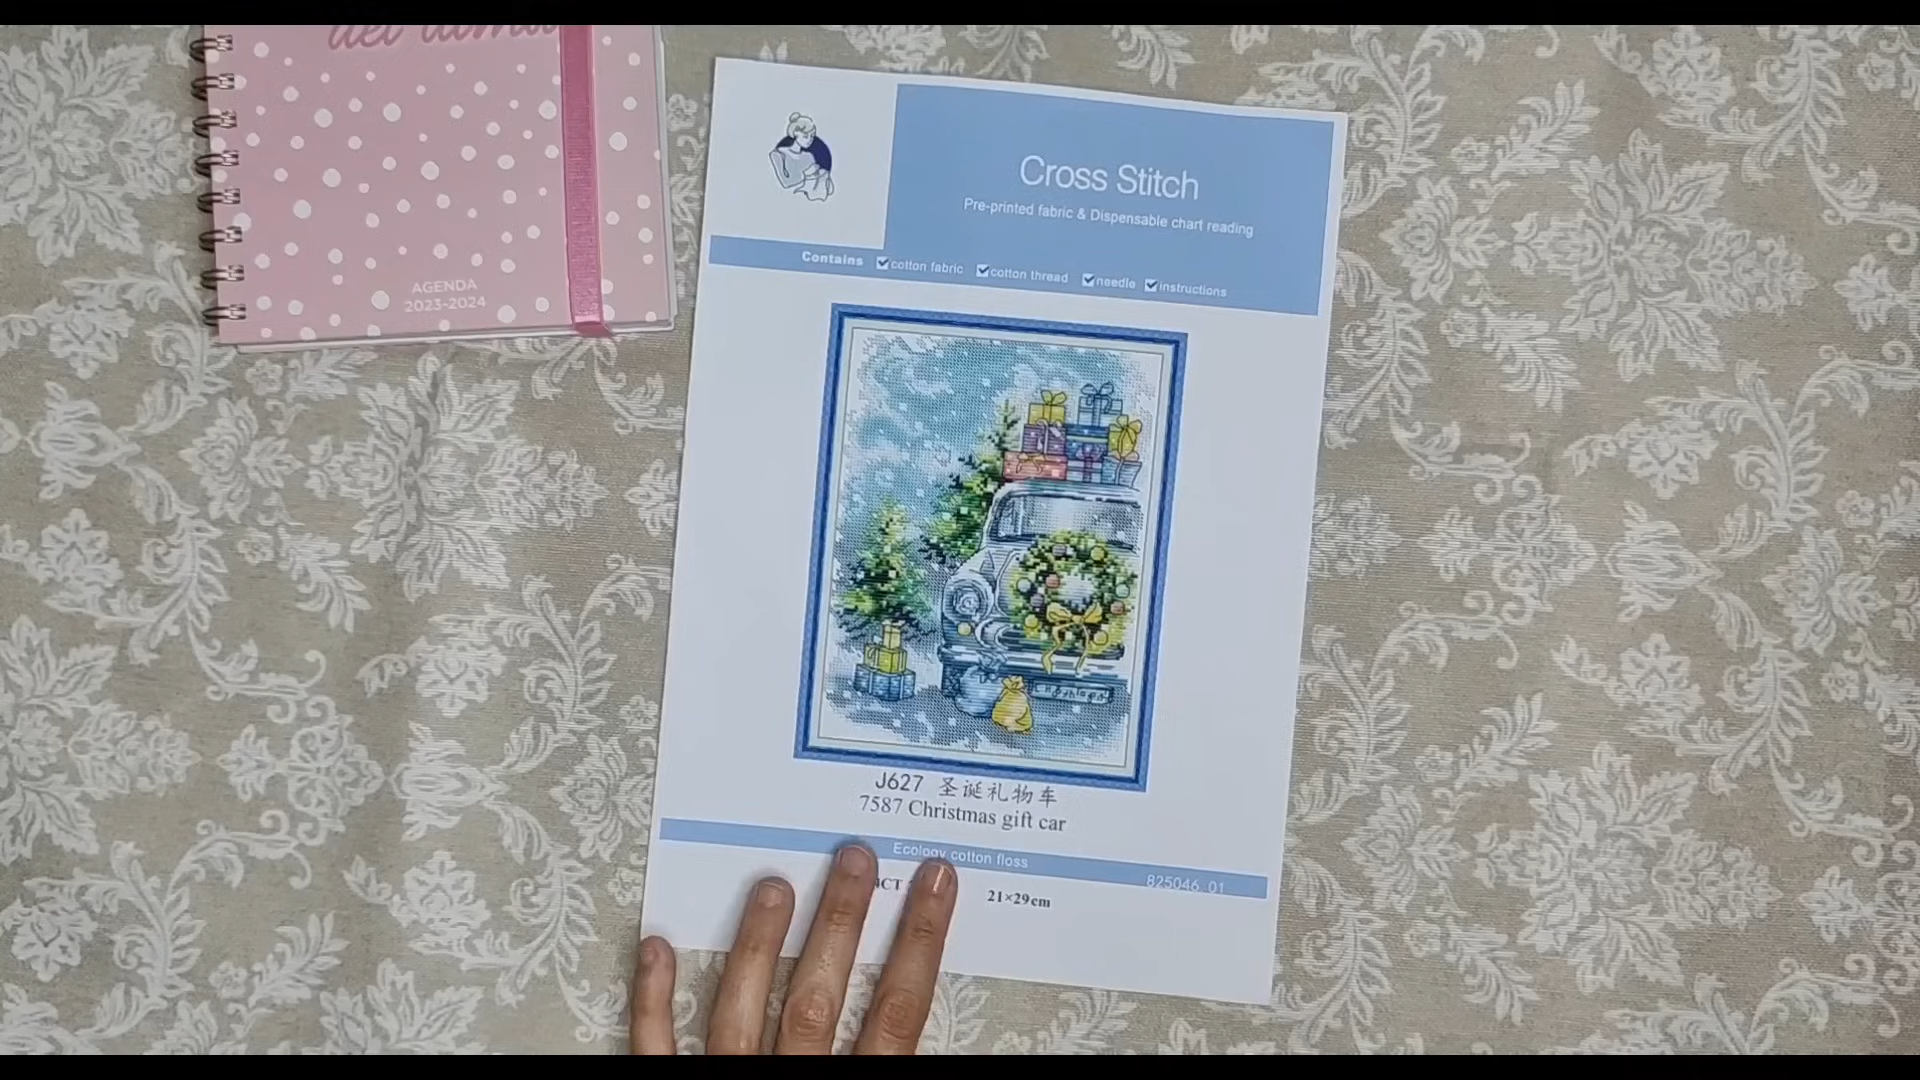 AGENDA
2023-2024
Cross Stitch
Pre-printed fabric & Dispensable chart reading
Contains cotton fabric cotton thread needle instructions
J627 圣诞礼物车
7587 Christmas gift car
Ecology cotton floss
825046 01
21×29cm